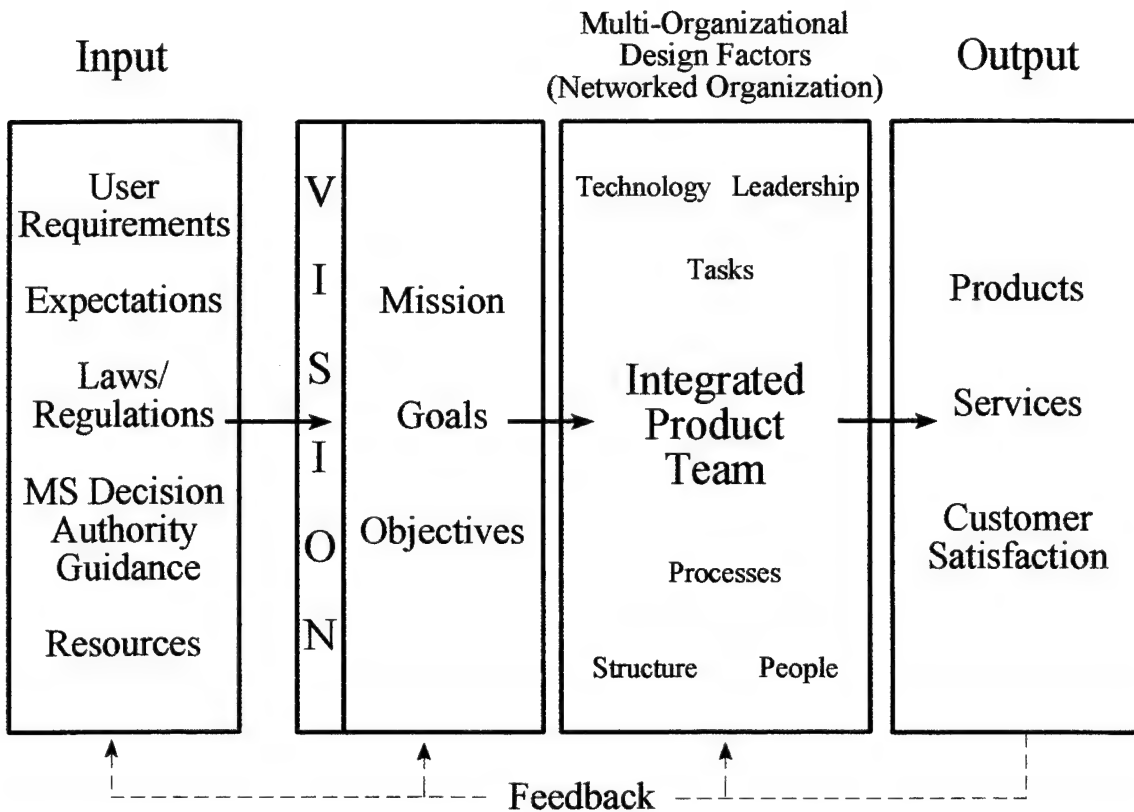 Input
Multi-Organizational
Design Factors
(Networked Organization)
Output
User
Requirements
Expectations
Laws/
Regulations
MS Decision
Authority
Guidance
Resources
V
I
S
I
O
N
Mission
Goals
Objectives
Technology Leadership
Tasks
Integrated
Product
Team
Processes
Structure People
Products
Services
Customer
Satisfaction
Feedback